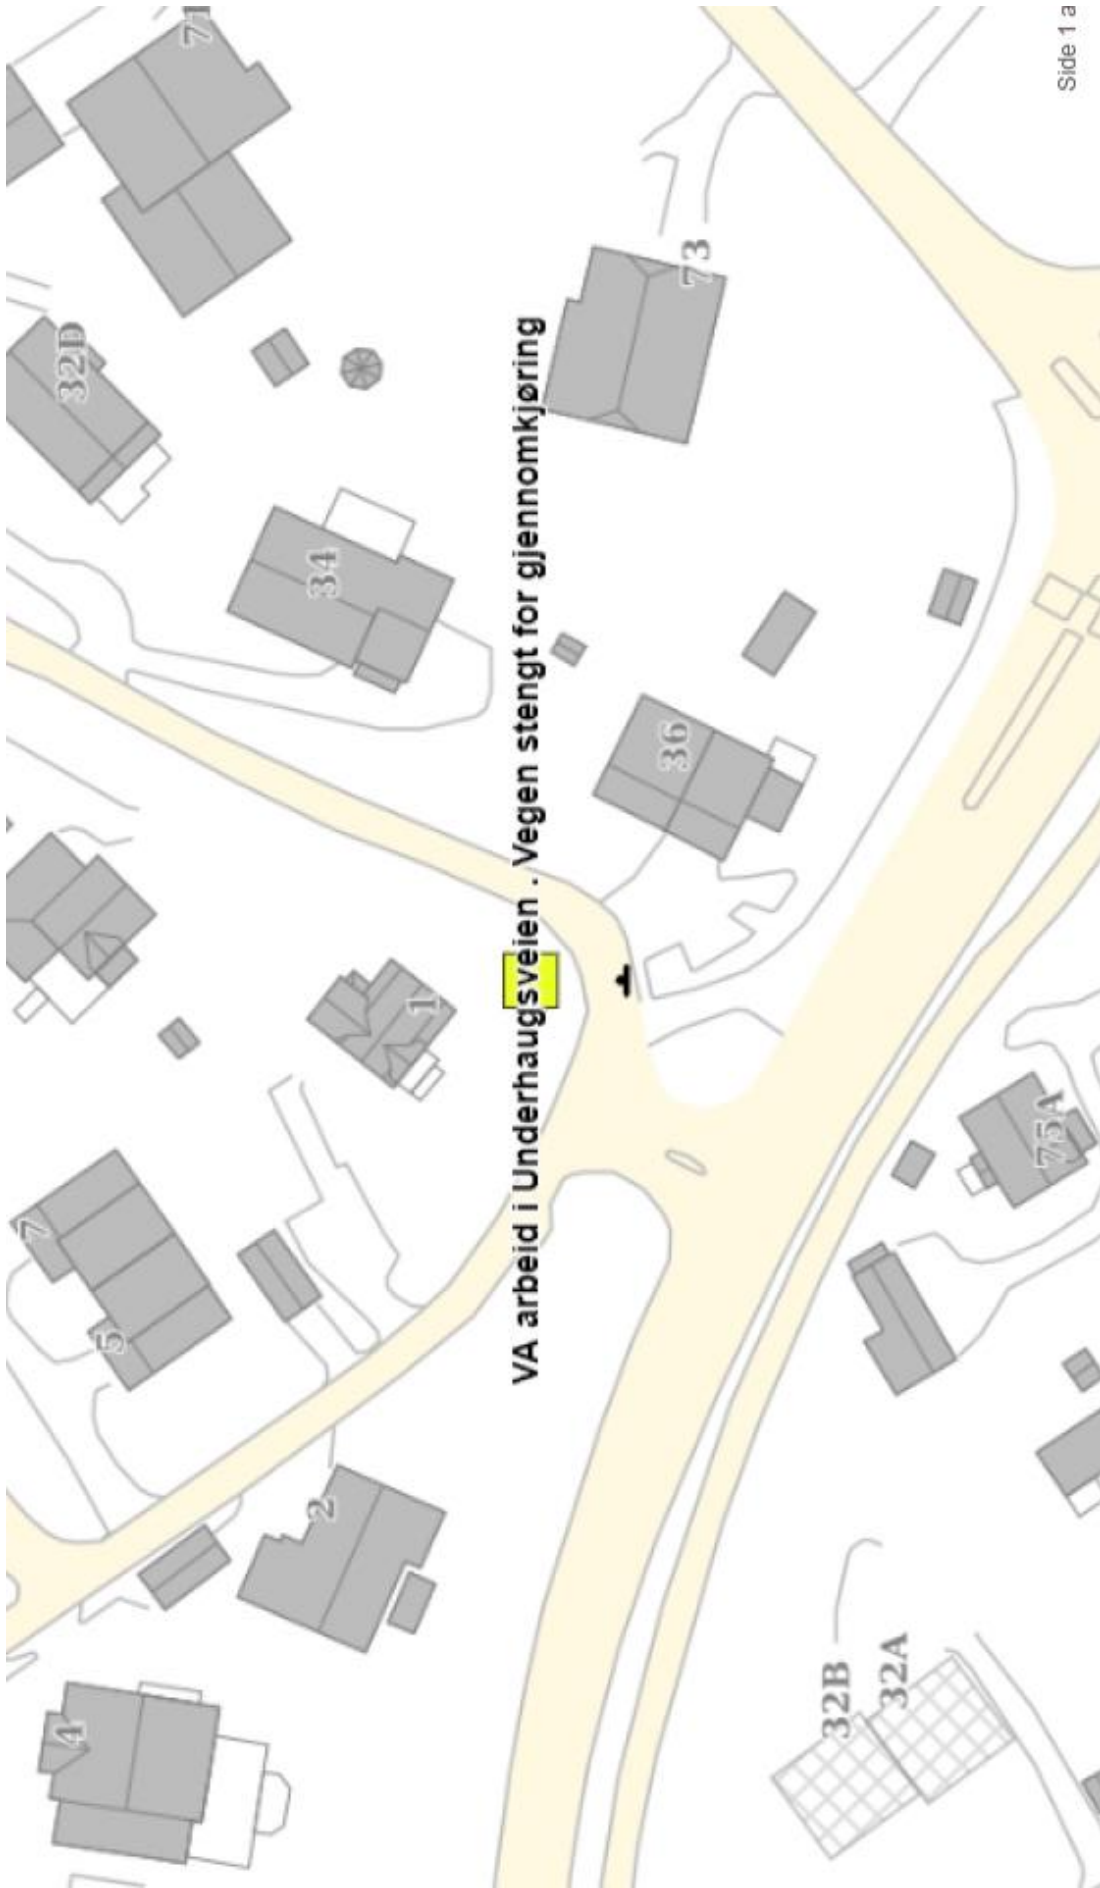 Side 1 a
71
32D
73
34
VA arbeid i Underhaugsveien . Vegen stengt for gjennomkjøring
36
1
7
5
75A
2
4
32B
32A